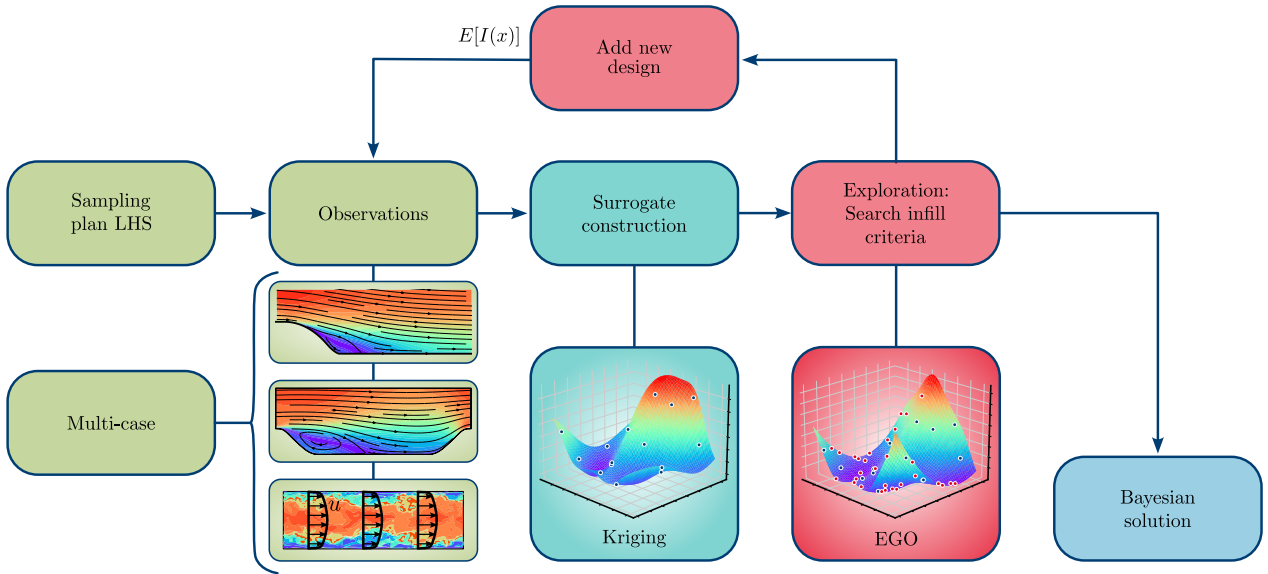 E[I(x)]
Add new
design
Sampling
plan LHS
Observations
Surrogate
construction
Exploration:
Search infill
criteria
Multi-case
u
Kriging
EGO
Bayesian
solution